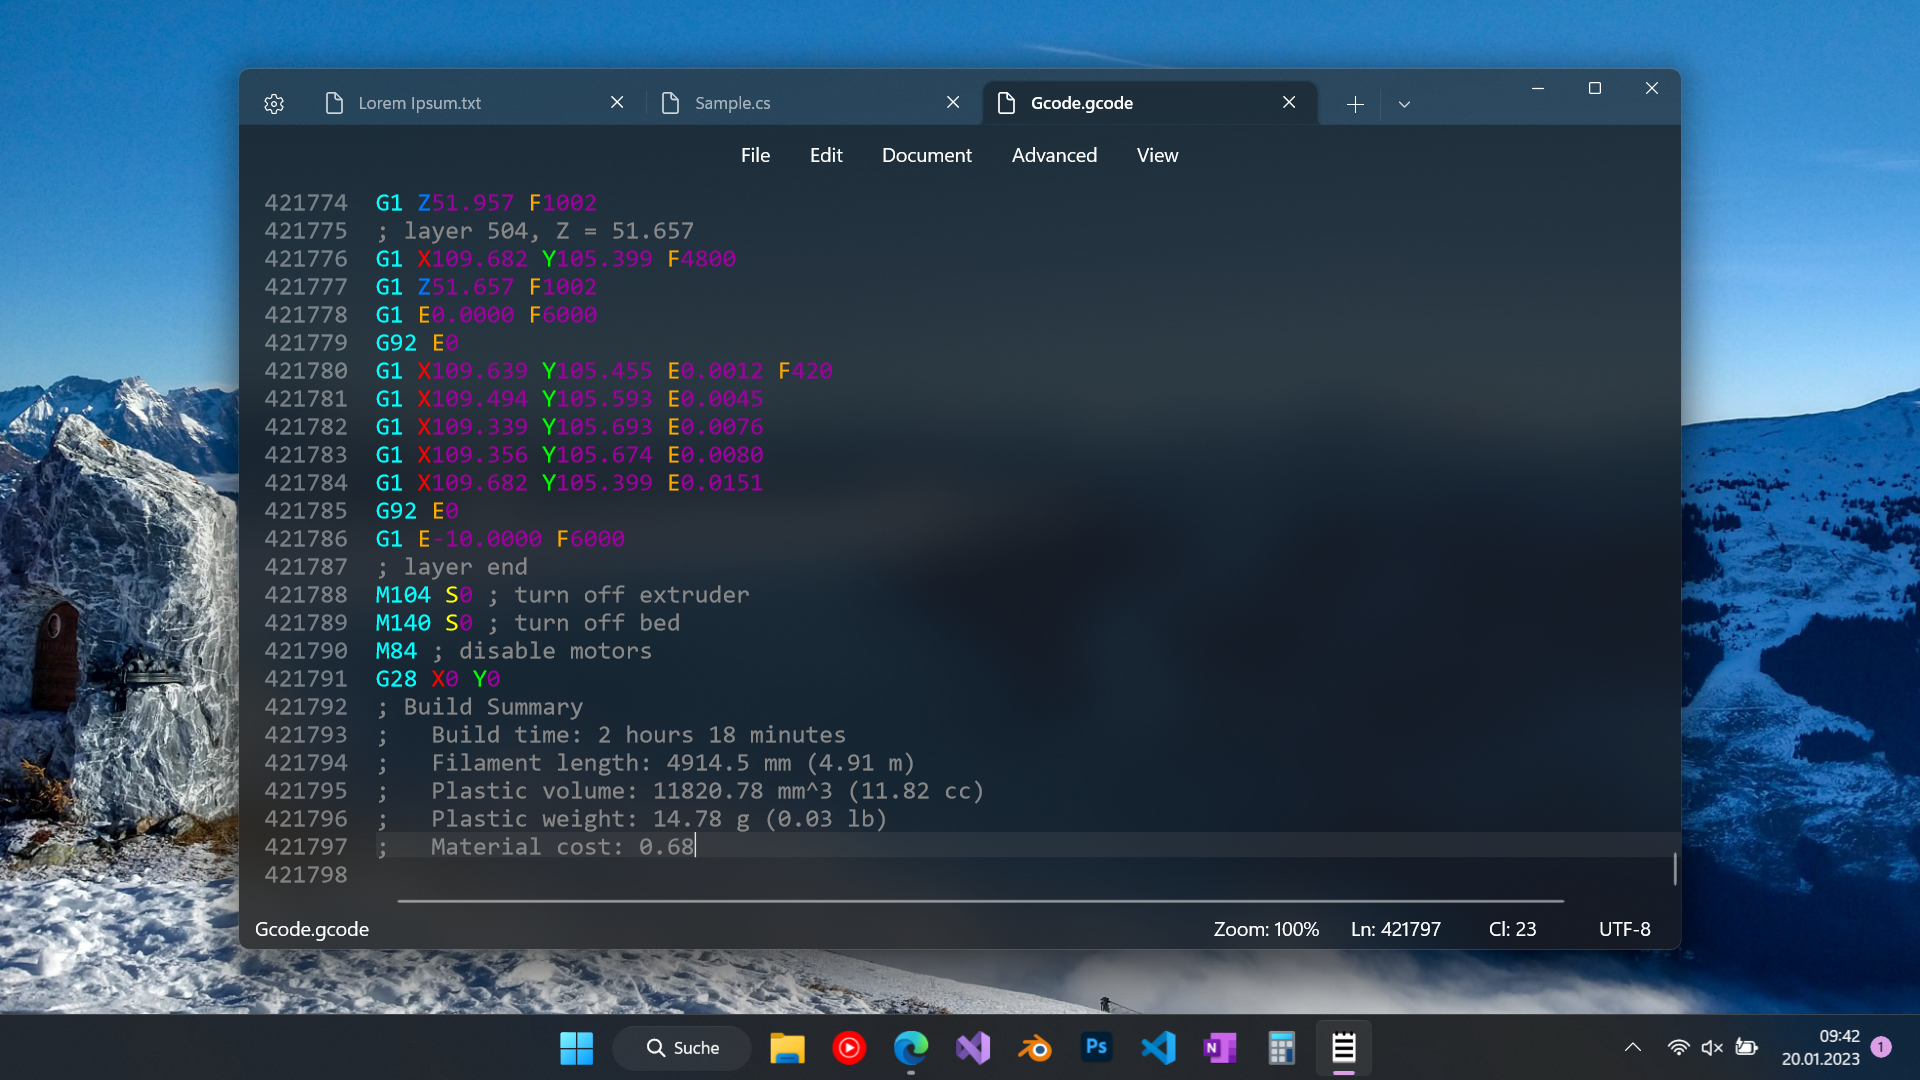 Lorem Ipsum.txt
Sample.cs
Gcode.gcode
File Edit Document Advanced View
421774 G1 Z51.957 F1002
421775 ; layer 504, Z = 51.657
421776 G1 X109.682 Y105.399 F4800
421777 G1 Z51.657 F1002
421778 G1 E0.0000 F6000
421779 G92 E0
421780 G1 X109.639 Y105.455 E0.0012 F420
421781 G1 X109.494 Y105.593 E0.0045
421782 G1 X109.339 Y105.693 E0.0076
421783 G1 X109.356 Y105.674 E0.0080
421784 G1 X109.682 Y105.399 E0.0151
421785 G92 E0
421786 G1 E-10.0000 F6000
421787 ; layer end
421788 M104 S0 ; turn off extruder
421789 M140 S0 ; turn off bed
421790 M84 ; disable motors
421791 G28 X0 Y0
421792 ; Build Summary
421793 ;   Build time: 2 hours 18 minutes
421794 ;   Filament length: 4914.5 mm (4.91 m)
421795 ;   Plastic volume: 11820.78 mm^3 (11.82 cc)
421796 ;   Plastic weight: 14.78 g (0.03 lb)
421797 ;   Material cost: 0.68
421798
Gcode.gcode Zoom: 100% Ln: 421797 Cl: 23 UTF-8
Suche
Ps
N
09:42
20.01.2023
1